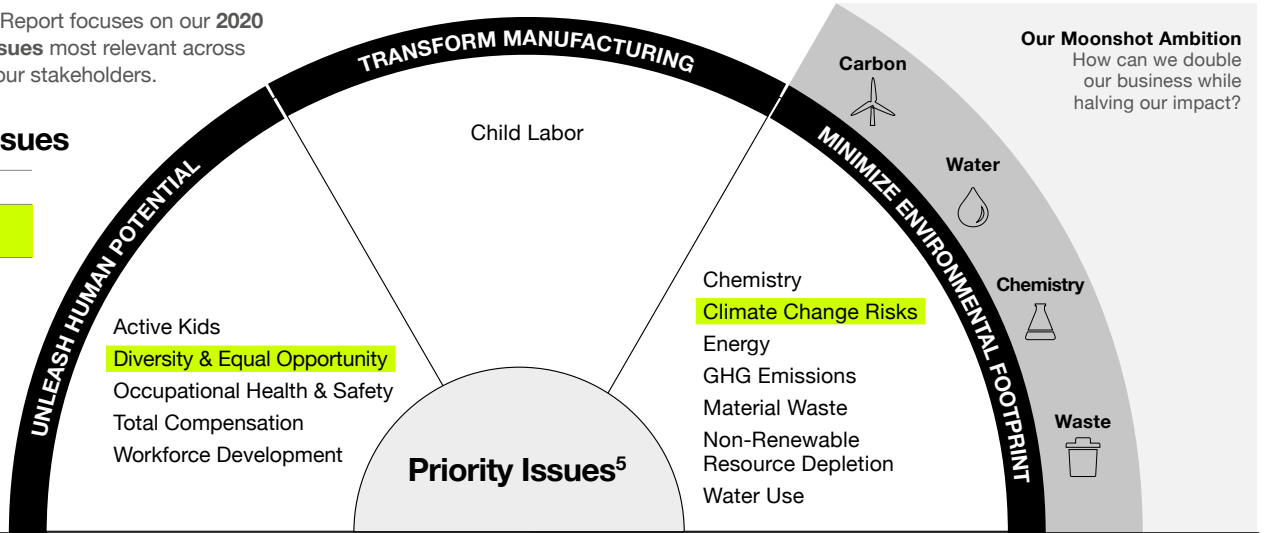 Report focuses on our 2020
sues most relevant across
our stakeholders.
ssues
TRANSFORM MANUFACTURING
Child Labor
UNLEASH HUMAN POTENTIAL
Active Kids
Diversity & Equal Opportunity
Occupational Health & Safety
Total Compensation
Workforce Development
Priority Issues⁵
MINIMIZE ENVIRONMENTAL FOOTPRINT
Chemistry
Climate Change Risks
Energy
GHG Emissions
Material Waste
Non-Renewable
Resource Depletion
Water Use
Carbon
Water
Chemistry
Waste
Our Moonshot Ambition
How can we double
our business while
halving our impact?